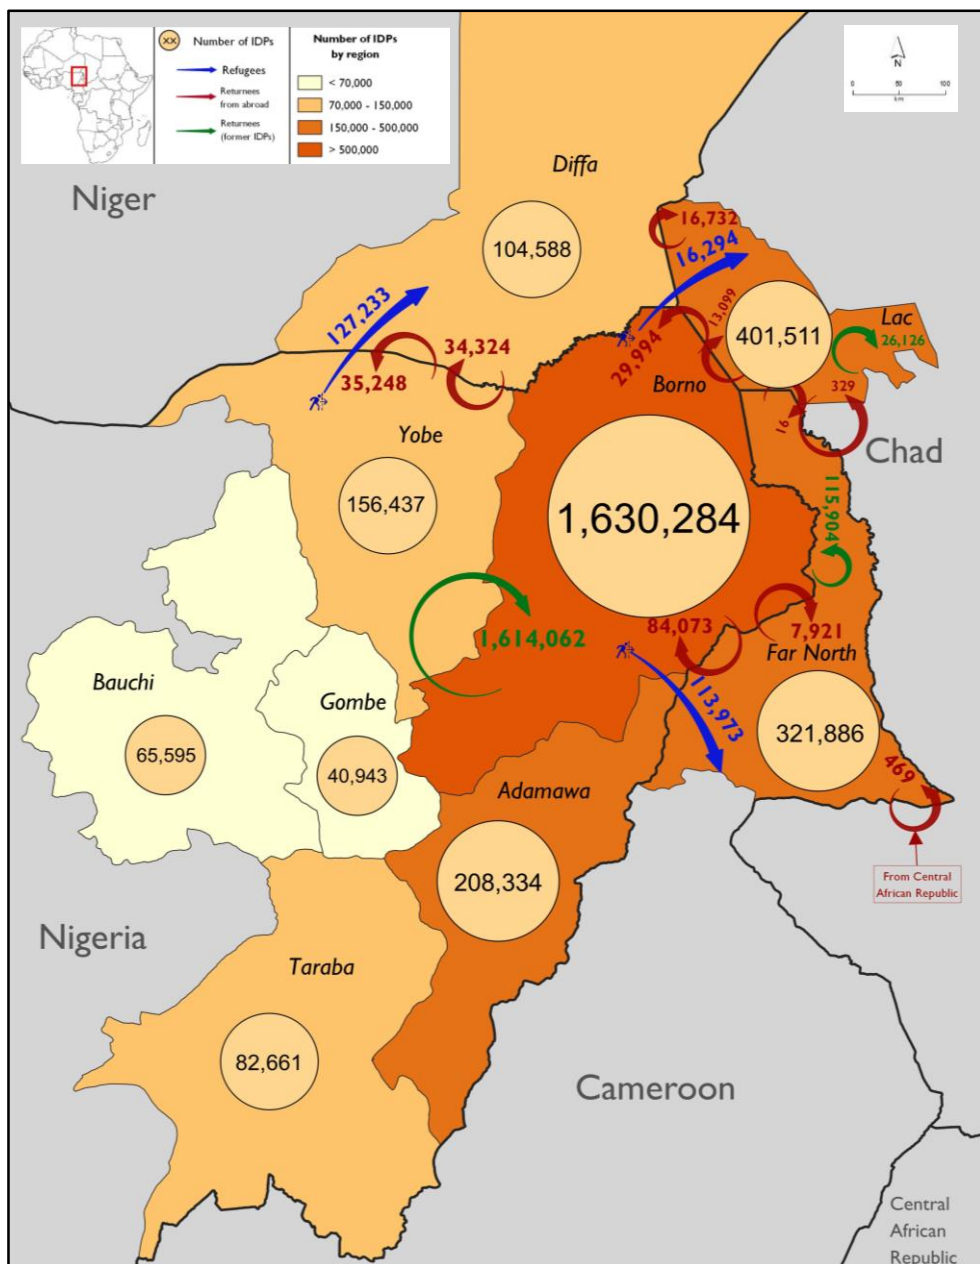 Number of IDPs
Refugees
Returnees
from abroad
Returnees
(former IDPs)
Number of IDPs
by region
< 70,000
70,000 - 150,000
150,000 - 500,000
> 500,000
N
0 50 100
km
Niger
Diffa
104,588
16,732
16,294
127,233
13,099
401,511
Lac
26,126
34,324
35,248
29,994
Borno
329
16
Chad
Yobe
156,437
1,630,284
115,904
1,614,062
84,073
7,921
Far North
Bauchi
65,595
Gombe
40,943
113,973
321,886
469
Adamawa
208,334
From Central
African Republic
Nigeria
Taraba
82,661
Cameroon
Central
African
Republic